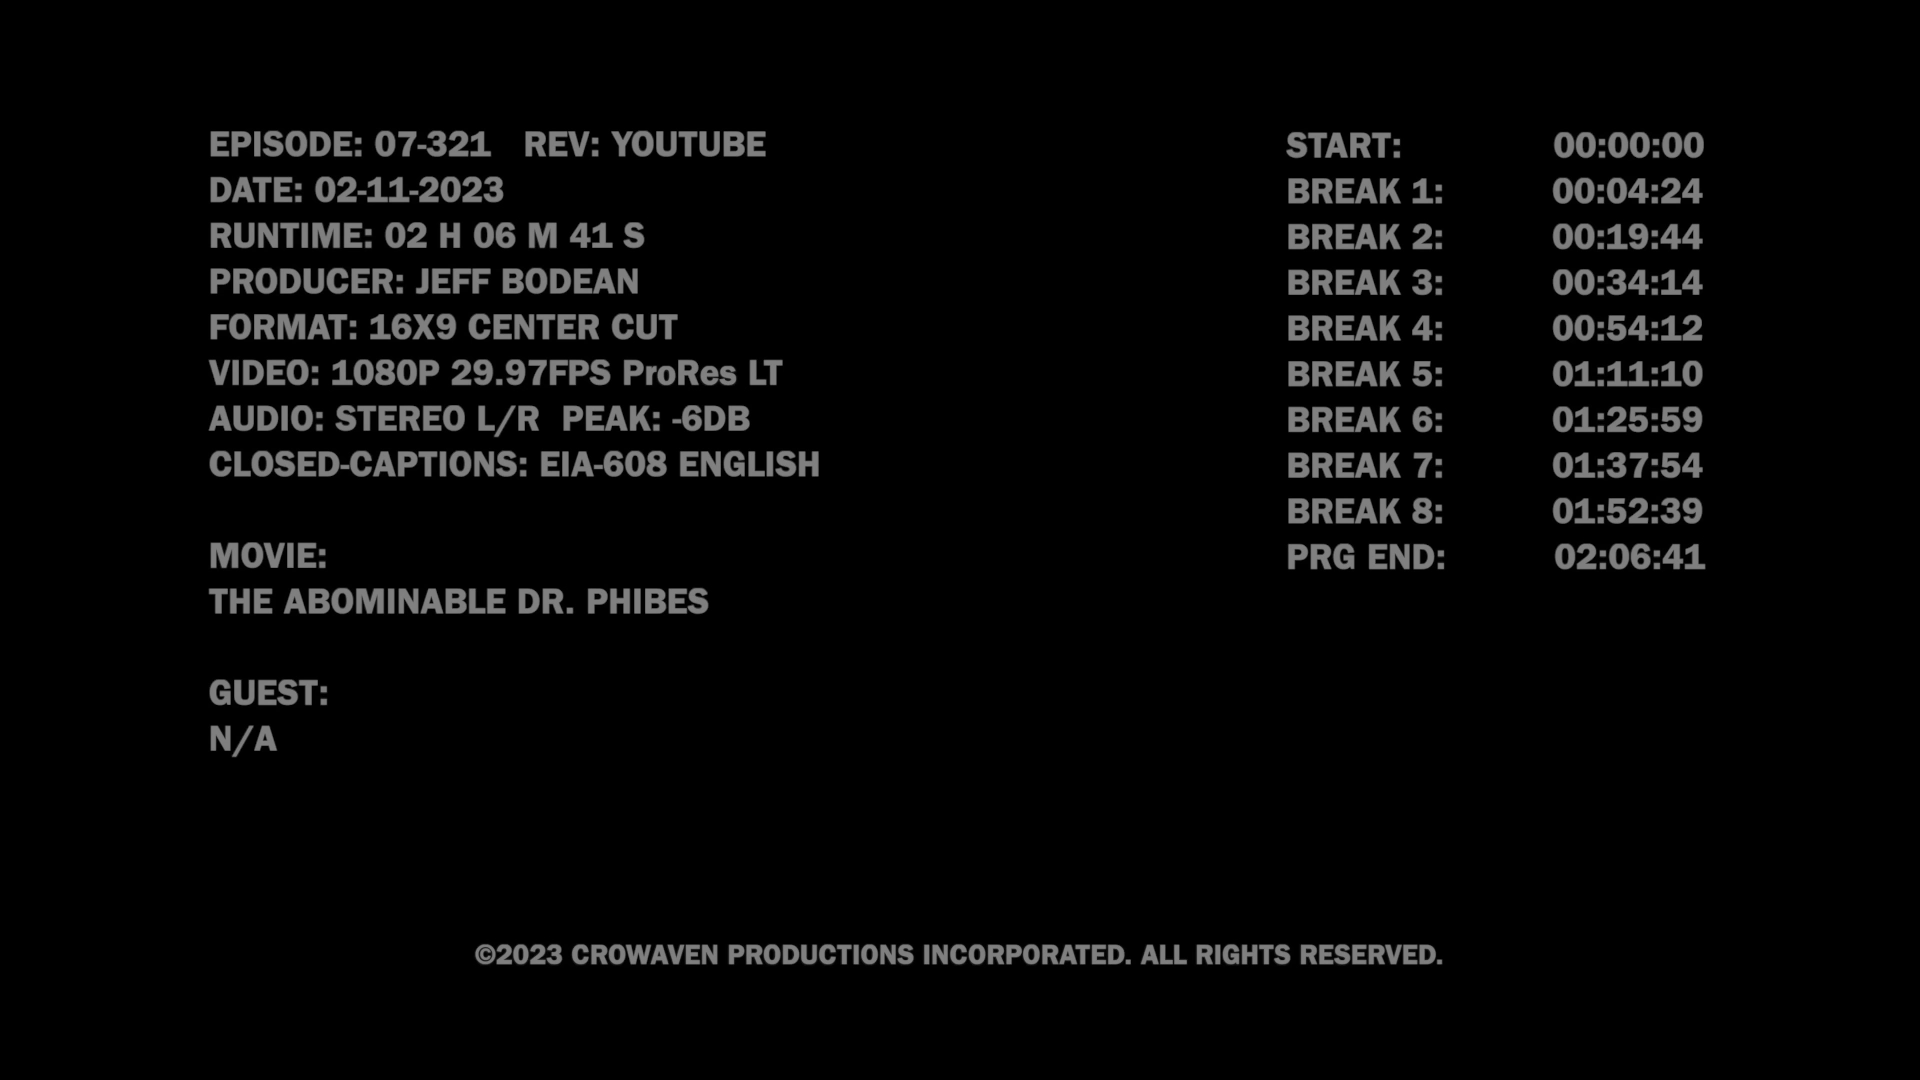 EPISODE: 07-321 REV: YOUTUBE
DATE: 02-11-2023
RUNTIME: 02 H 06 M 41 S
PRODUCER: JEFF BODEAN
FORMAT: 16X9 CENTER CUT
VIDEO: 1080P 29.97FPS ProRes LT
AUDIO: STEREO L/R PEAK: -6DB
CLOSED-CAPTIONS: EIA-608 ENGLISH
MOVIE:
THE ABOMINABLE DR. PHIBES
GUEST:
N/A
START: 00:00:00
BREAK 1: 00:04:24
BREAK 2: 00:19:44
BREAK 3: 00:34:14
BREAK 4: 00:54:12
BREAK 5: 01:11:10
BREAK 6: 01:25:59
BREAK 7: 01:37:54
BREAK 8: 01:52:39
PRG END: 02:06:41
©2023 CROWAVEN PRODUCTIONS INCORPORATED. ALL RIGHTS RESERVED.